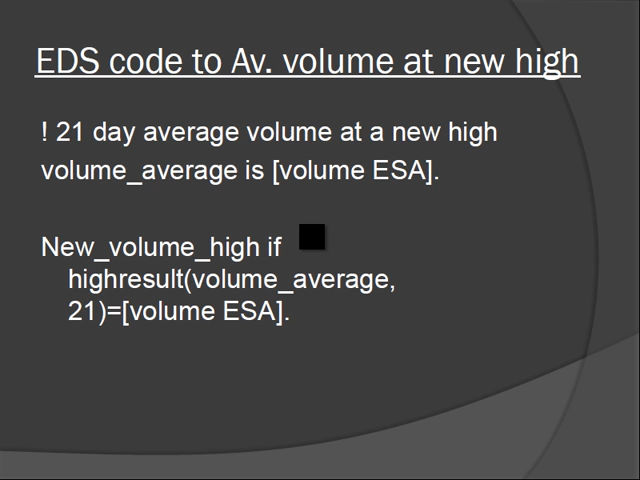 EDS code to Av. volume at new high
! 21 day average volume at a new high
volume_average is [volume ESA].
New_volume_high if
highresult(volume_average,
21)=[volume ESA].